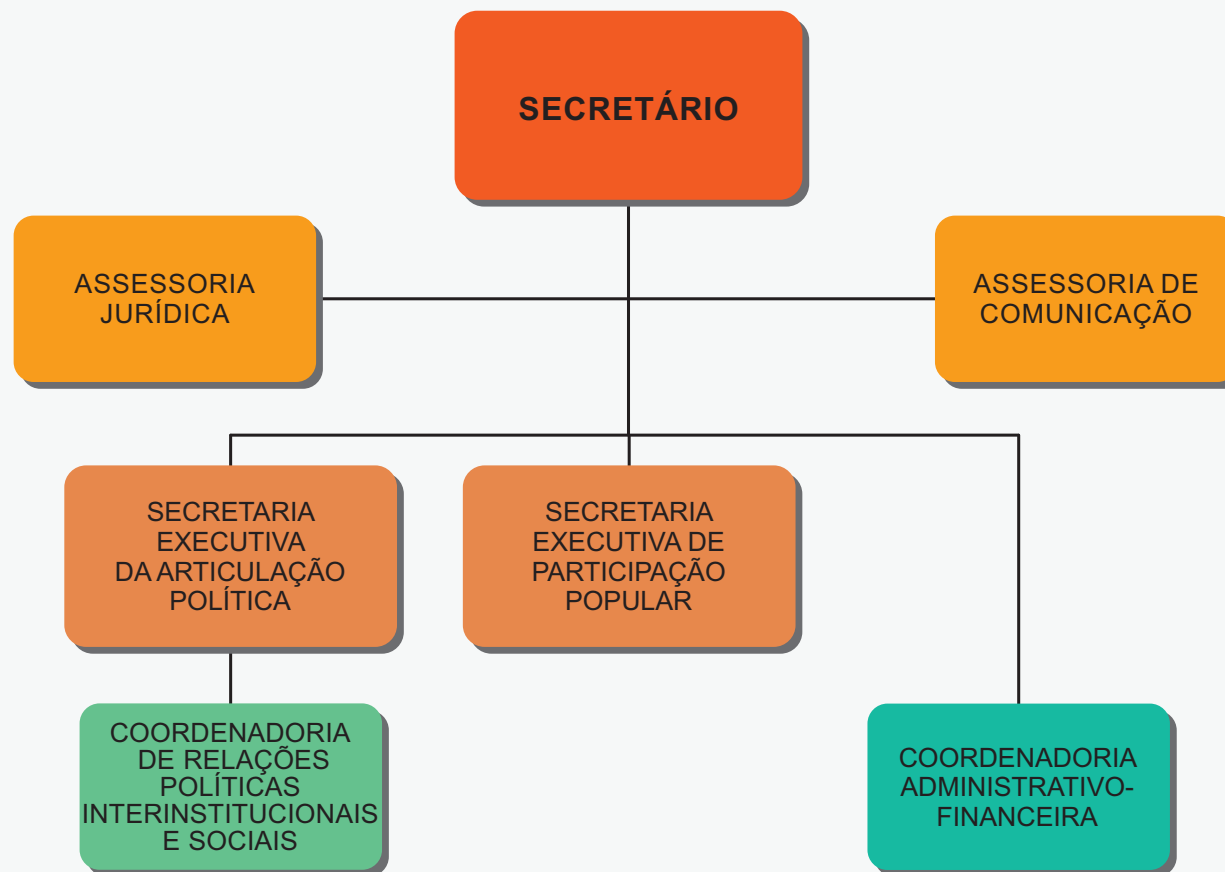 SECRETÁRIO
ASSESSORIA
JURÍDICA
ASSESSORIA DE
COMUNICAÇÃO
SECRETARIA
EXECUTIVA
DA ARTICULAÇÃO
POLÍTICA
SECRETARIA
EXECUTIVA DE
PARTICIPAÇÃO
POPULAR
COORDENADORIA
DE RELAÇÕES
POLÍTICAS
INTERINSTITUCIONAIS
E SOCIAIS
COORDENADORIA
ADMINISTRATIVO-
FINANCEIRA